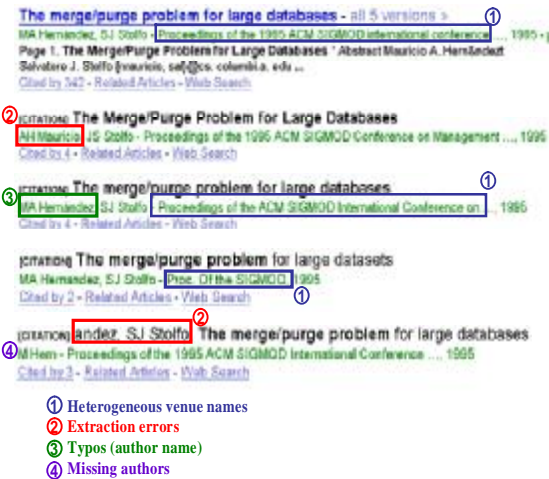 The merge/purge problem for large databases - all 5 versions »
①
MA Hernandez, SJ Stolfo - Proceedings of the 1995 ACM SIGMOD international conference ..., 1995 -
Page 1. The Merge/Purge Problem for Large Databases * Abstract Mauricio A.
Salvatore J. Stolfo {mauricio, sal}@cs. columbia. edu ...
Cited by 342 - Related Articles - Web Search
② [CITATION] The Merge/Purge Problem for Large Databases
AH Mauricio, JS Stolfo - Proceedings of the 1995 ACM SIGMOD Conference on Management ..., 1995
Cited by 4 - Related Articles - Web Search
①
[CITATION] The merge/purge problem for large databases
③ MA Hernandez, SJ Stolfo - Proceedings of the ACM SIGMOD International Conference on ..., 1995
Cited by 4 - Related Articles - Web Search
[CITATION] The merge/purge problem for large datasets
MA Hernandez, SJ Stolfo - Proc. Of the SIGMOD, 1995
Cited by 2 - Related Articles - Web Search
①
②
[CITATION] andez, SJ Stolfo, The merge/purge problem for large databases
④ M Hern - Proceedings of the 1995 ACM SIGMOD International Conference ..., 1995
Cited by 3 - Related Articles - Web Search
① Heterogeneous venue names
② Extraction errors
③ Typos (author name)
④ Missing authors